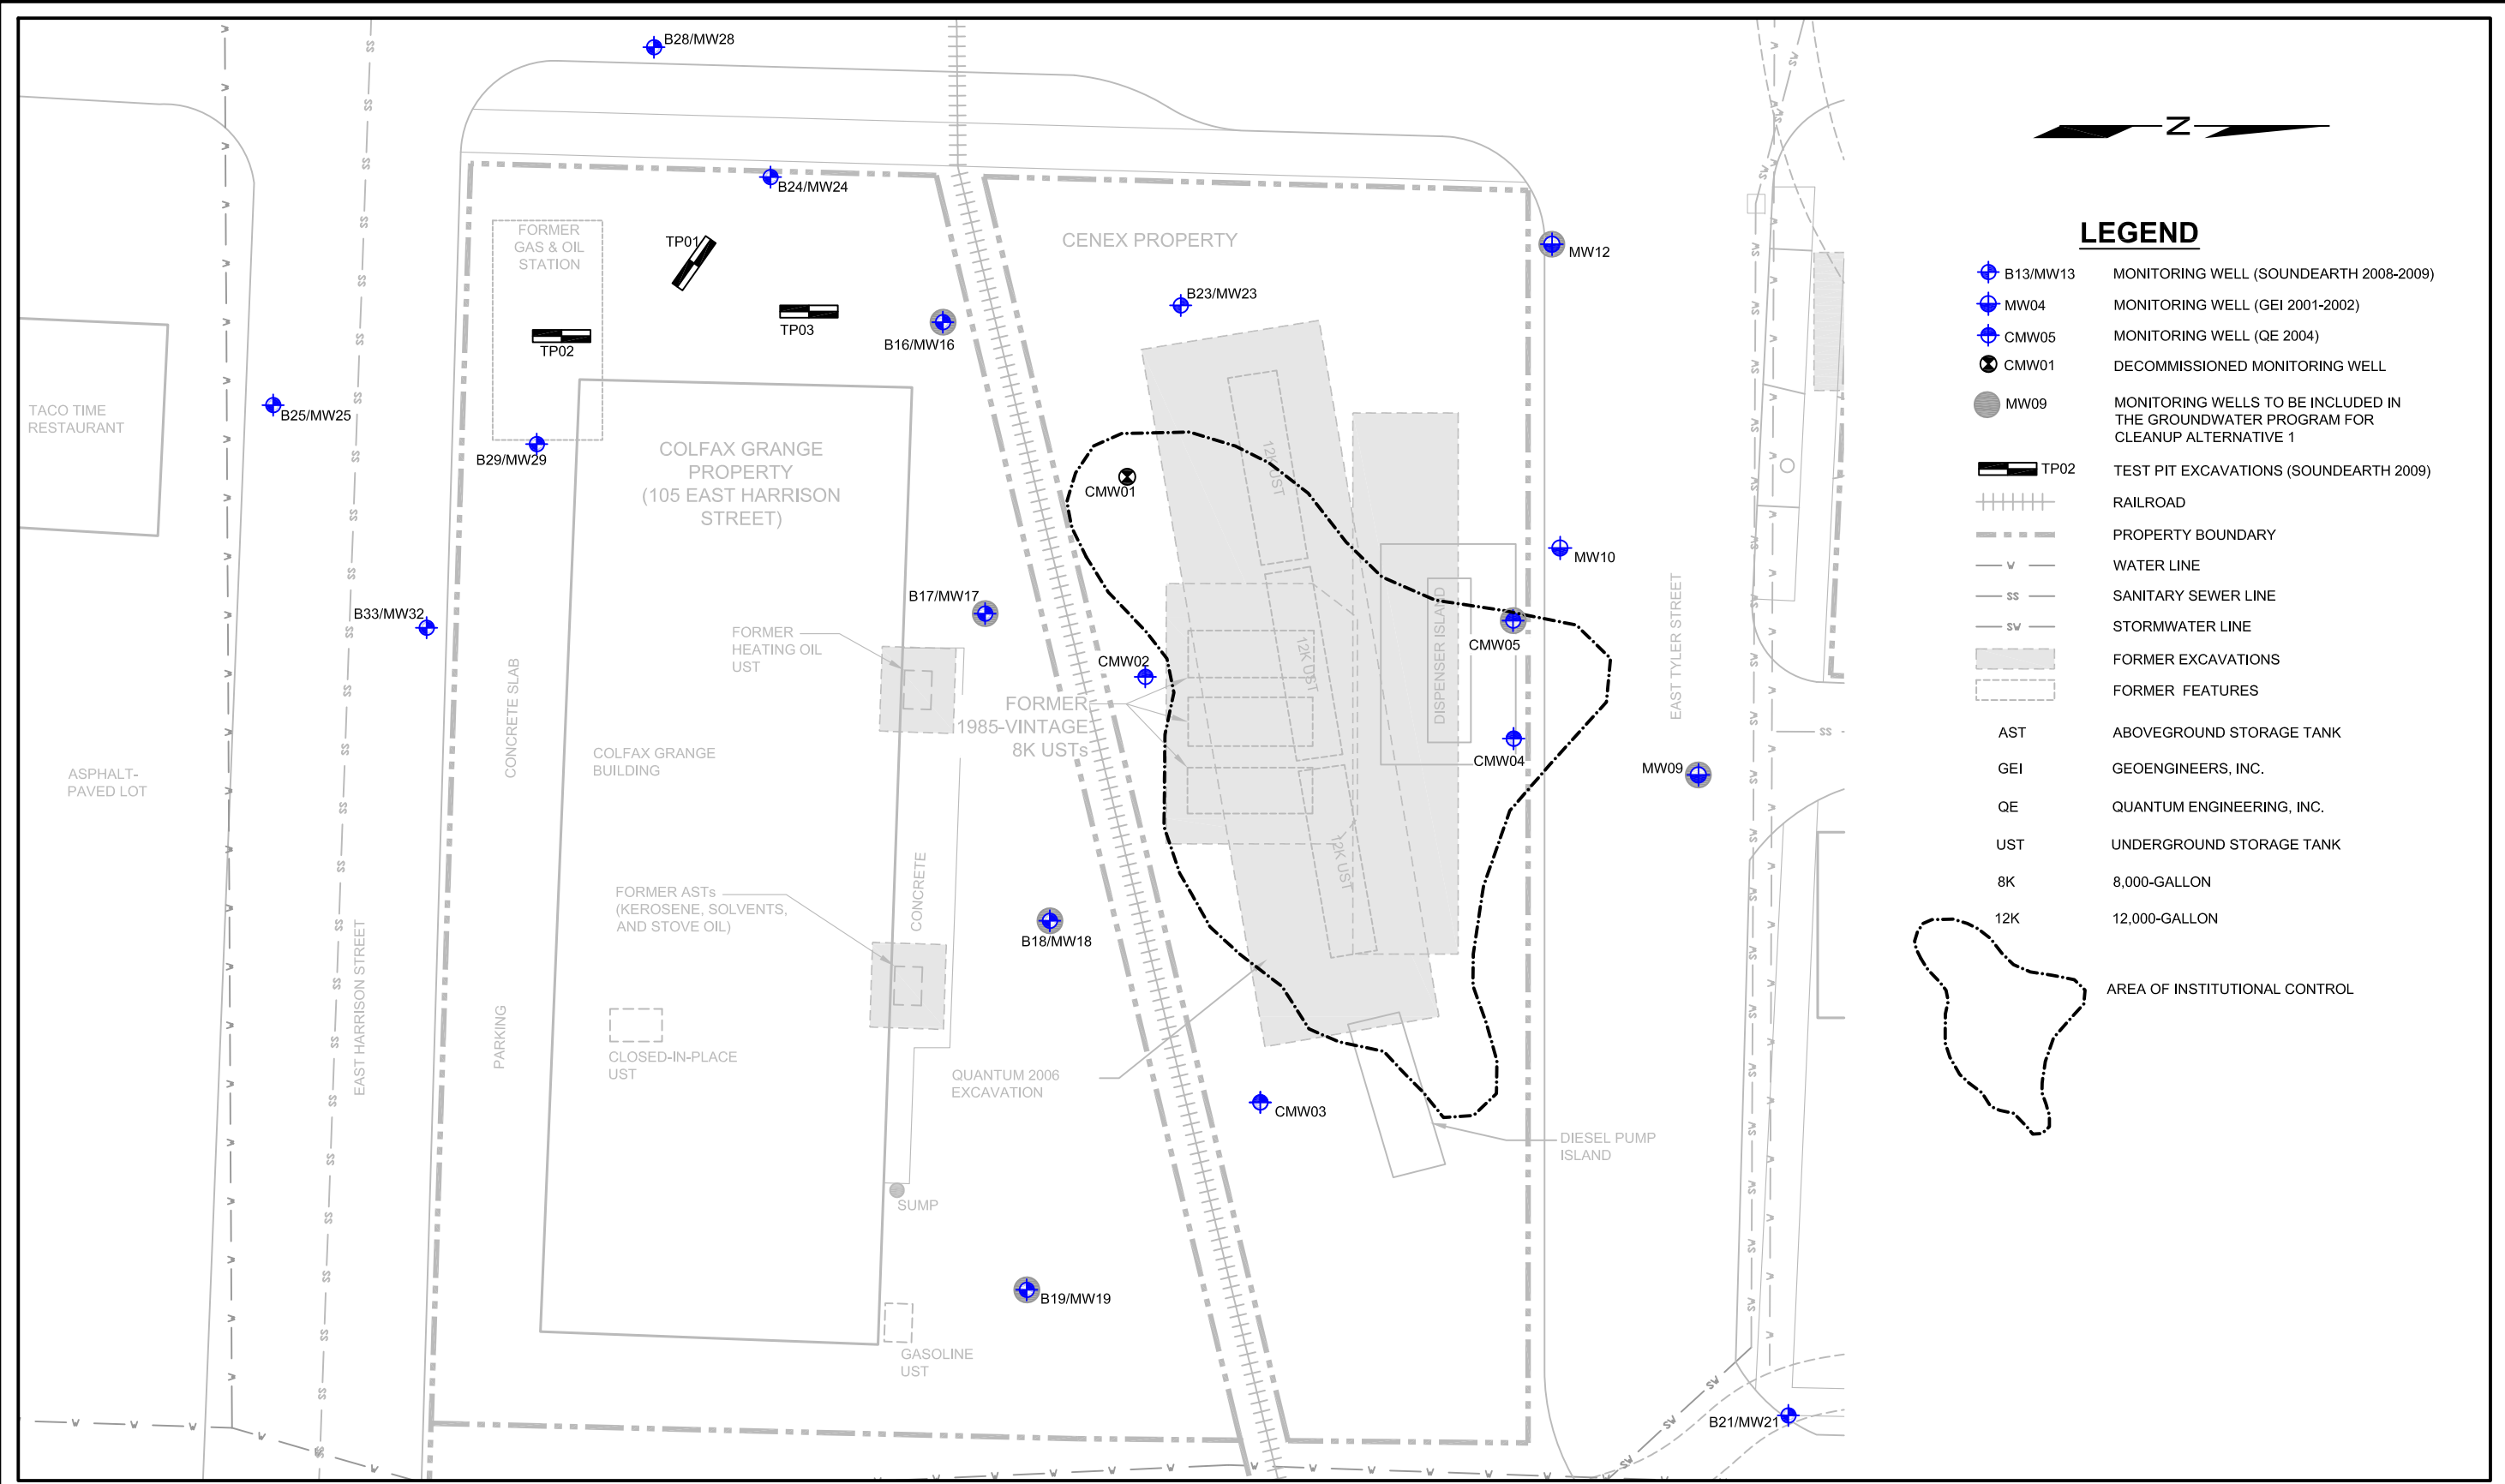 B28/MW28
B24/MW24
FORMER
GAS & OIL
STATION
TP01
TP02
TP03
B16/MW16
CENEX PROPERTY
B23/MW23
MW12
TACO TIME
RESTAURANT
B25/MW25
B29/MW29
COLFAX GRANGE
PROPERTY
(105 EAST HARRISON
STREET)
CMW01
12K UST
MW10
B33/MW32
B17/MW17
FORMER
HEATING OIL
UST
CMW02
12K UST
CMW05
DISPENSER ISLAND
EAST TYLER STREET
CONCRETE SLAB
FORMER
1985-VINTAGE
8K USTs
COLFAX GRANGE
BUILDING
CMW04
MW09
ASPHALT-
PAVED LOT
12K UST
CONCRETE
FORMER ASTs
(KEROSENE, SOLVENTS,
AND STOVE OIL)
B18/MW18
EAST HARRISON STREET
PARKING
CLOSED-IN-PLACE
UST
QUANTUM 2006
EXCAVATION
CMW03
DIESEL PUMP
ISLAND
SUMP
B19/MW19
GASOLINE
UST
B21/MW21
N
LEGEND
B13/MW13 MONITORING WELL (SOUNDEARTH 2008-2009)
MW04 MONITORING WELL (GEI 2001-2002)
CMW05 MONITORING WELL (QE 2004)
CMW01 DECOMMISSIONED MONITORING WELL
MW09 MONITORING WELLS TO BE INCLUDED IN
THE GROUNDWATER PROGRAM FOR
CLEANUP ALTERNATIVE 1
TP02 TEST PIT EXCAVATIONS (SOUNDEARTH 2009)
RAILROAD
PROPERTY BOUNDARY
W WATER LINE
SS SANITARY SEWER LINE
SW STORMWATER LINE
FORMER EXCAVATIONS
FORMER FEATURES
AST ABOVEGROUND STORAGE TANK
GEI GEOENGINEERS, INC.
QE QUANTUM ENGINEERING, INC.
UST UNDERGROUND STORAGE TANK
8K 8,000-GALLON
12K 12,000-GALLON
AREA OF INSTITUTIONAL CONTROL